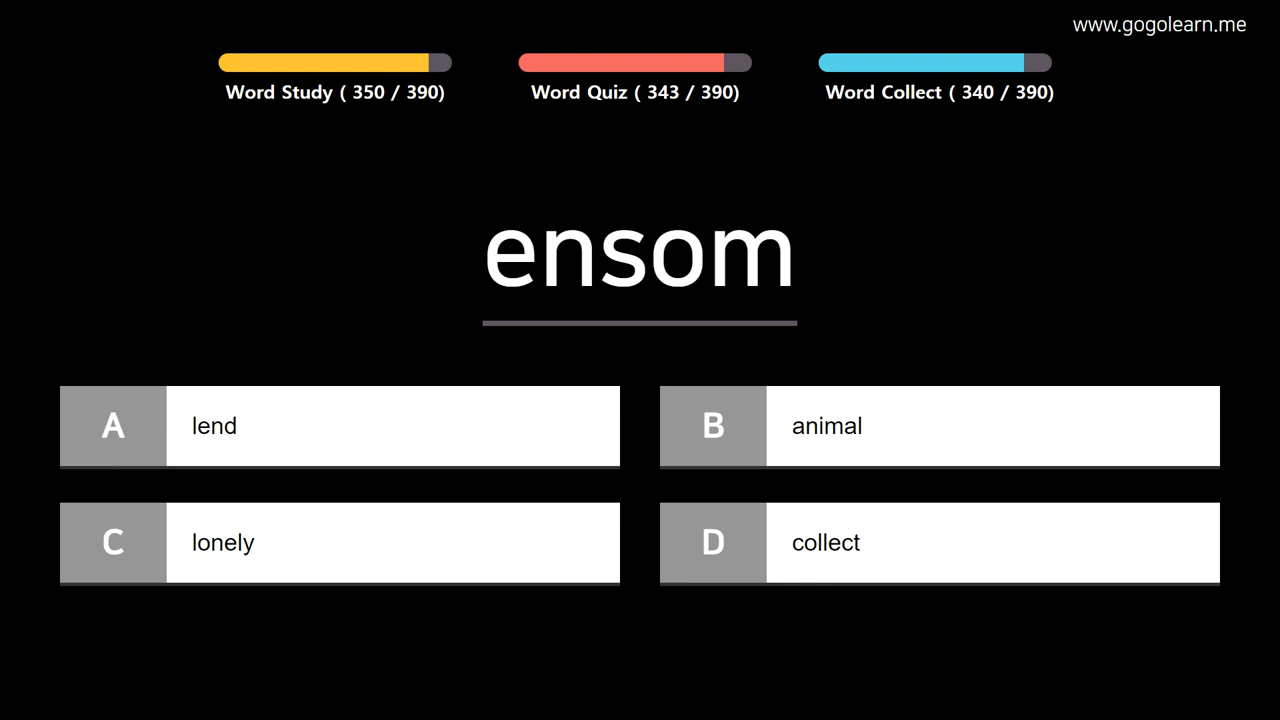 www.gogolearn.me
Word Study ( 350 / 390)
Word Quiz ( 343 / 390)
Word Collect ( 340 / 390)
ensom
A lend
B animal
C lonely
D collect